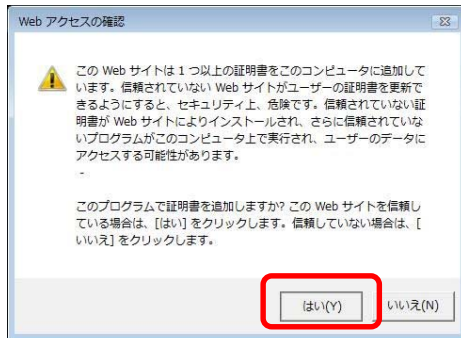 Web アクセスの確認
この Web サイトは 1 つ以上の証明書をこのコンピュータに追加して
います。信頼されていない Web サイトがユーザーの証明書を更新で
きるようにすると、セキュリティ上、危険です。信頼されていない証
明書が Web サイトによりインストールされ、さらに信頼されていな
いプログラムがこのコンピュータ上で実行され、ユーザーのデータに
アクセスする可能性があります。
-
このプログラムで証明書を追加しますか? この Web サイトを信頼し
ている場合は、[はい] をクリックします。信頼していない場合は、[
いいえ] をクリックします。
はい(Y)
いいえ(N)